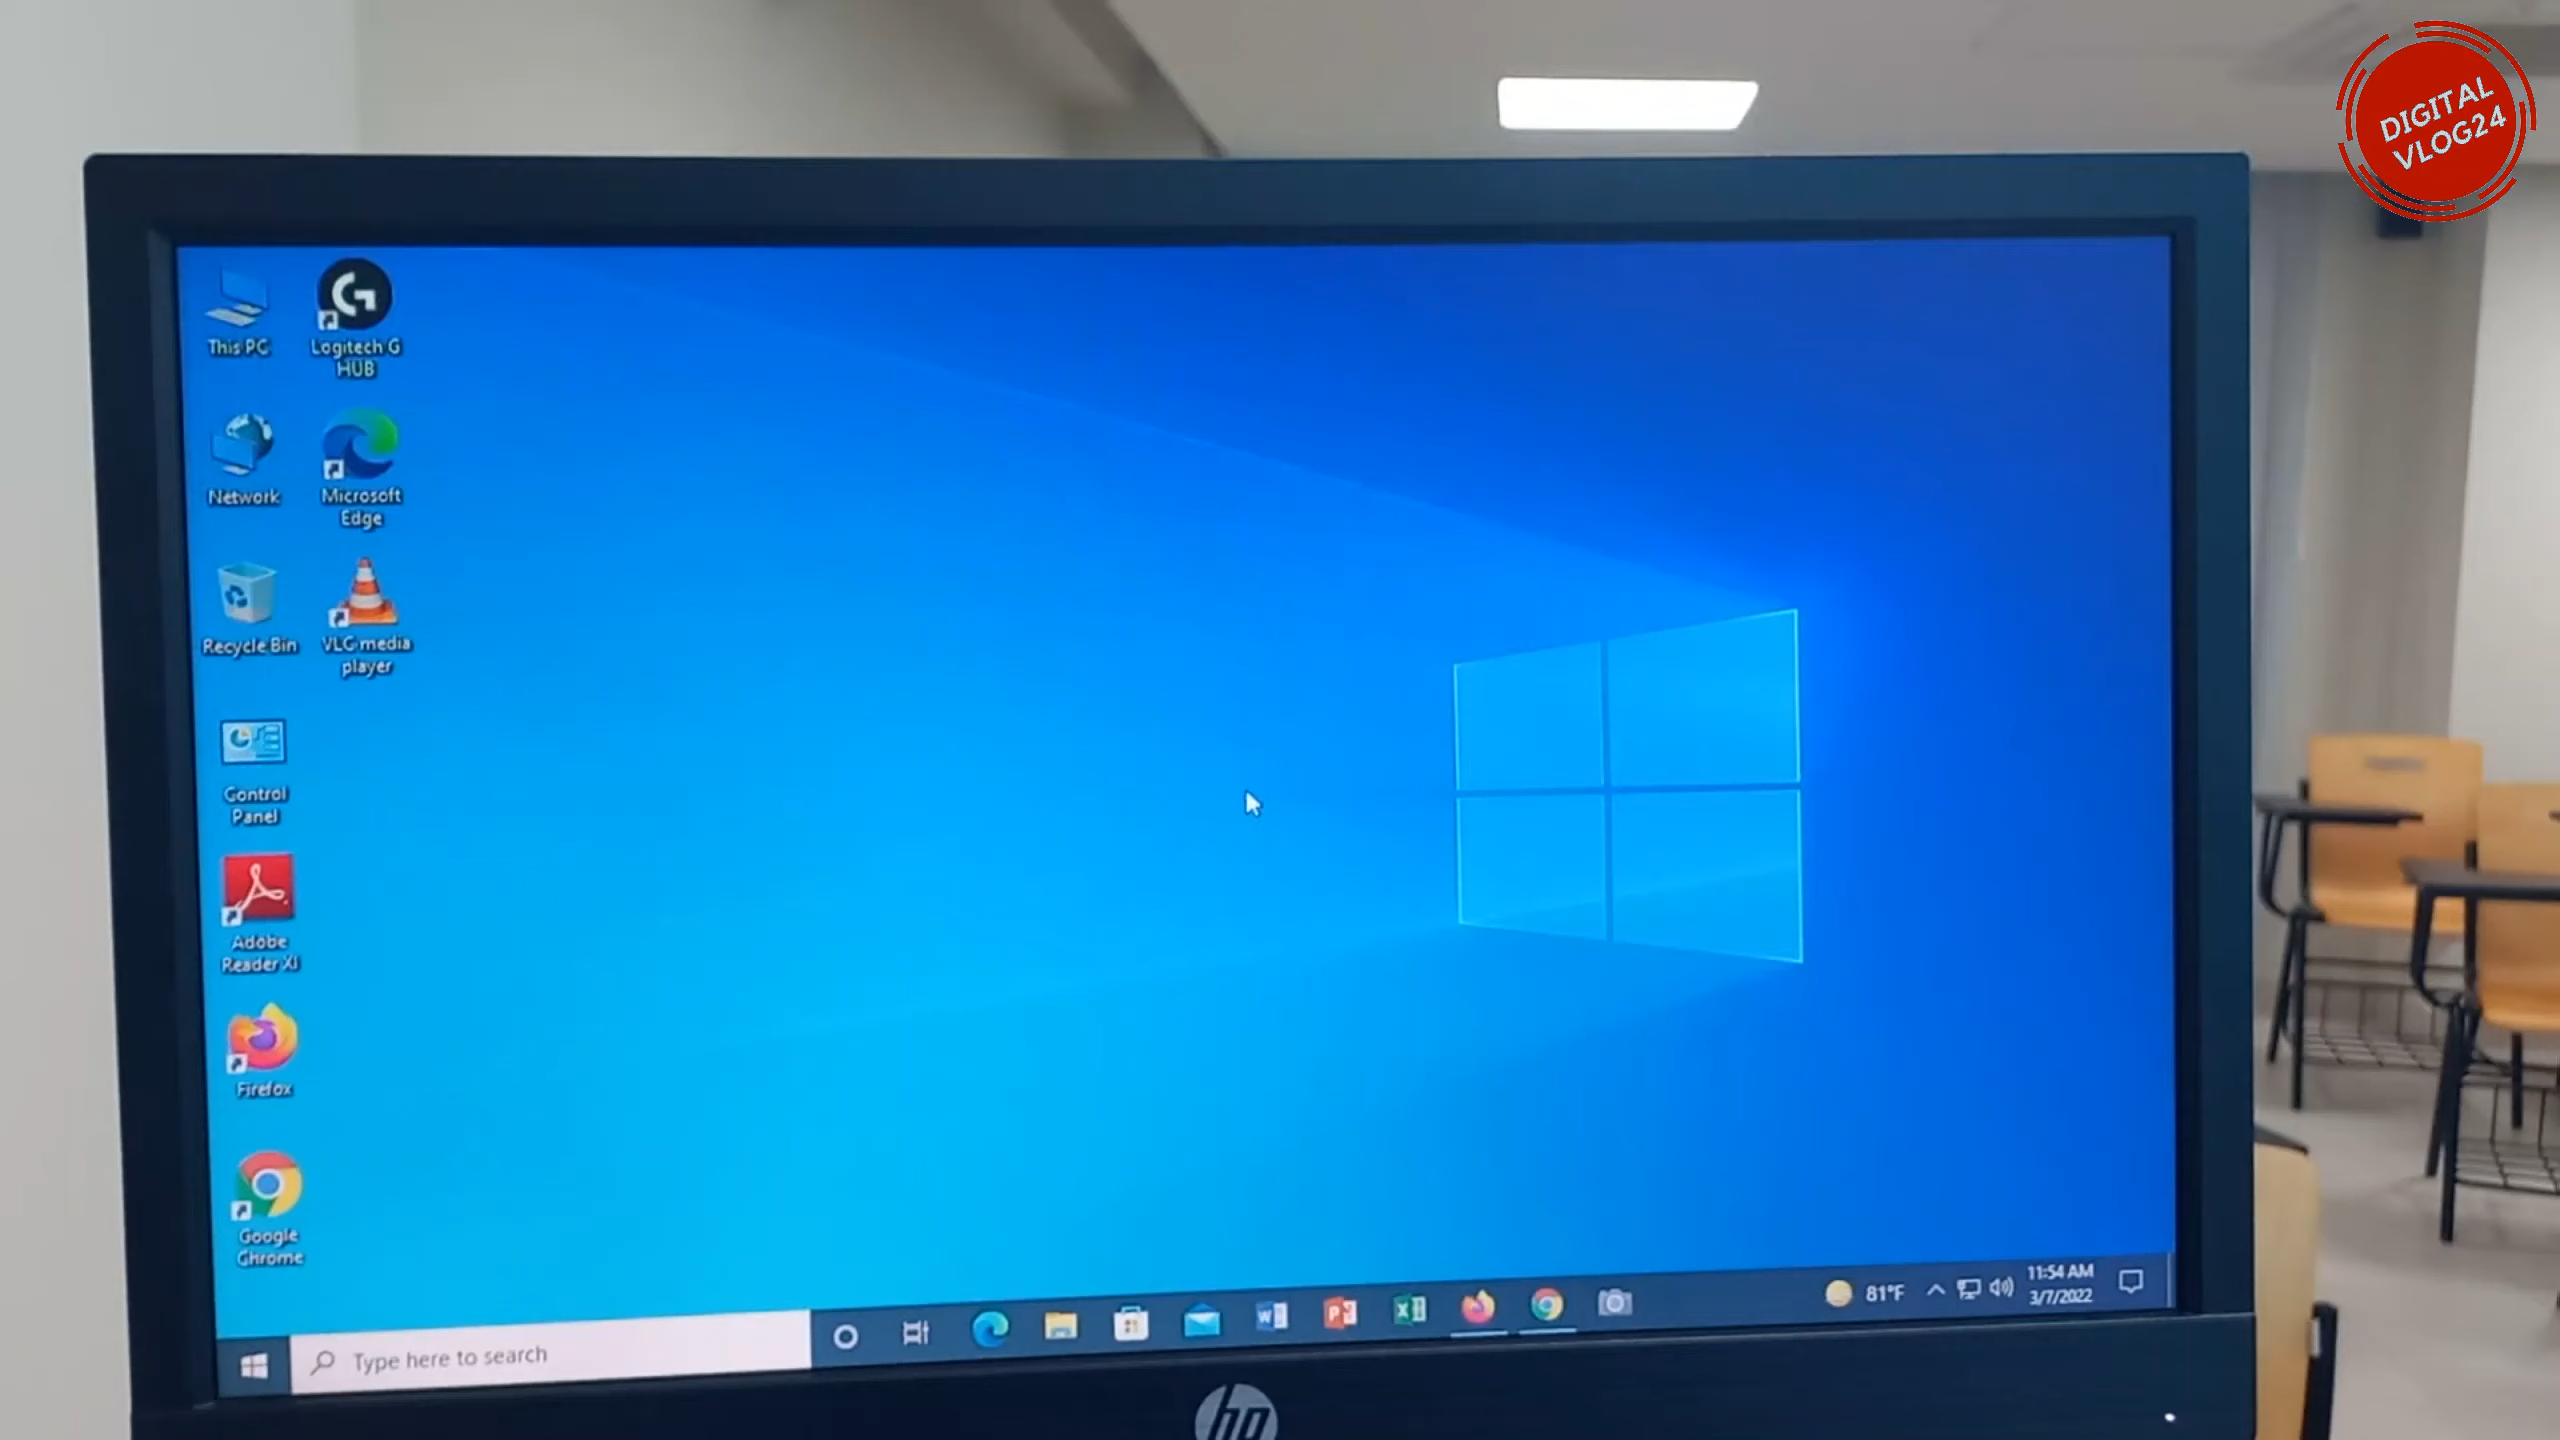 DIGITAL
VLOG24
This PC
Logitech G
HUB
Network
Microsoft
Edge
Recycle Bin
VLC media
player
Control
Panel
Adobe
Reader XI
Firefox
Google
Chrome
Type here to search
81°F
11:54 AM
3/7/2022
hp